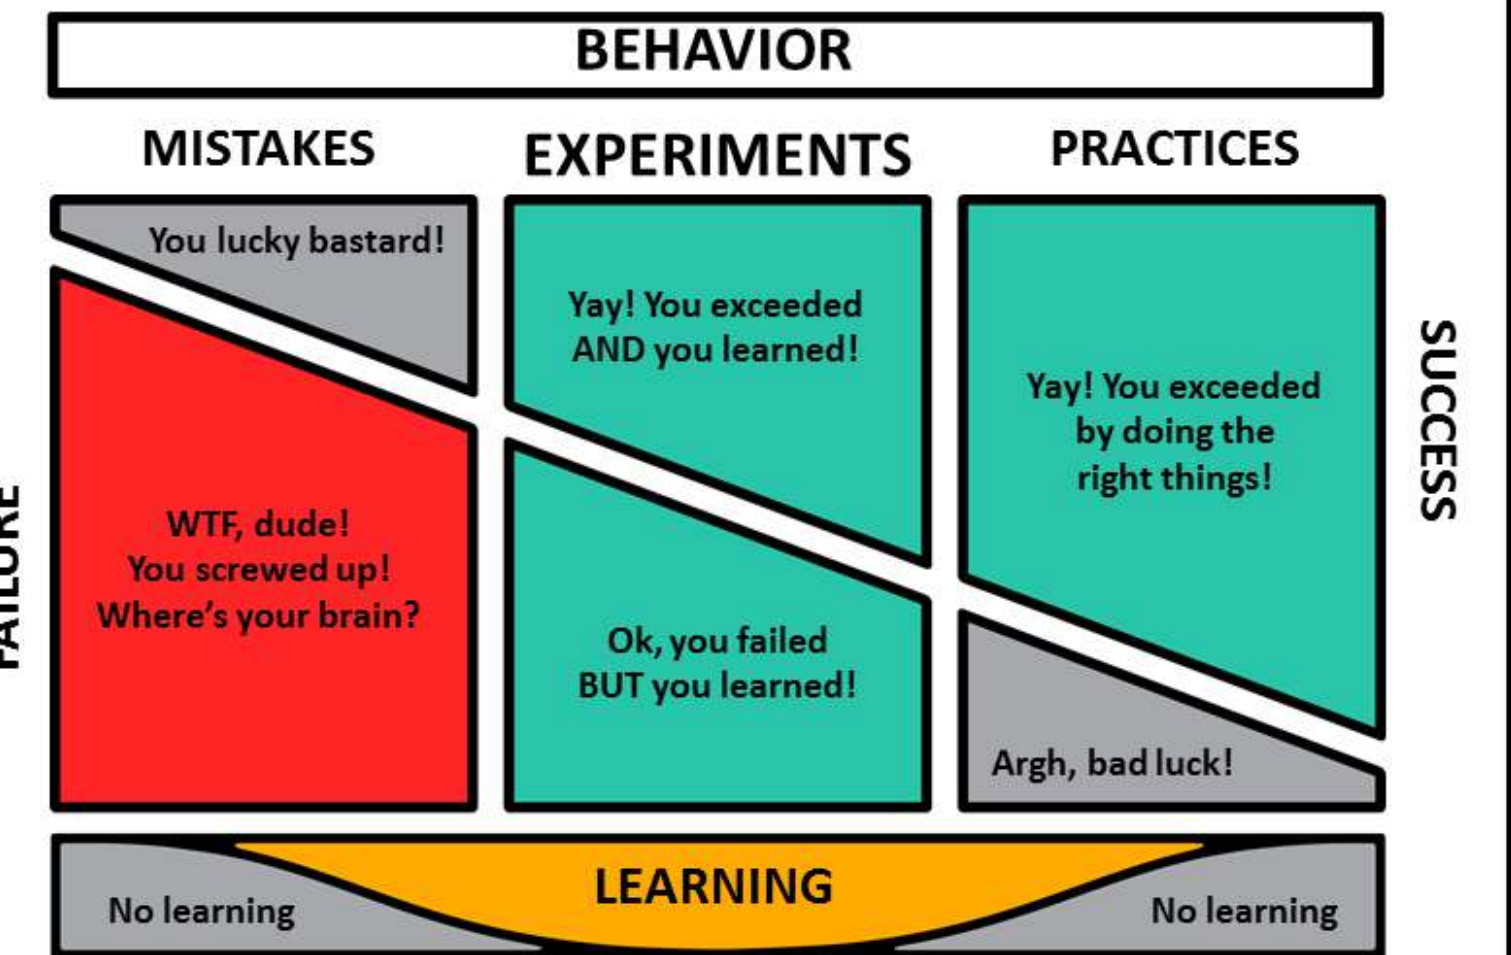 BEHAVIOR
MISTAKES
EXPERIMENTS
PRACTICES
You lucky bastard!
Yay! You exceeded
AND you learned!
Yay! You exceeded
by doing the
right things!
SUCCESS
FAILURE
WTF, dude!
You screwed up!
Where's your brain?
Ok, you failed
BUT you learned!
Argh, bad luck!
No learning
LEARNING
No learning